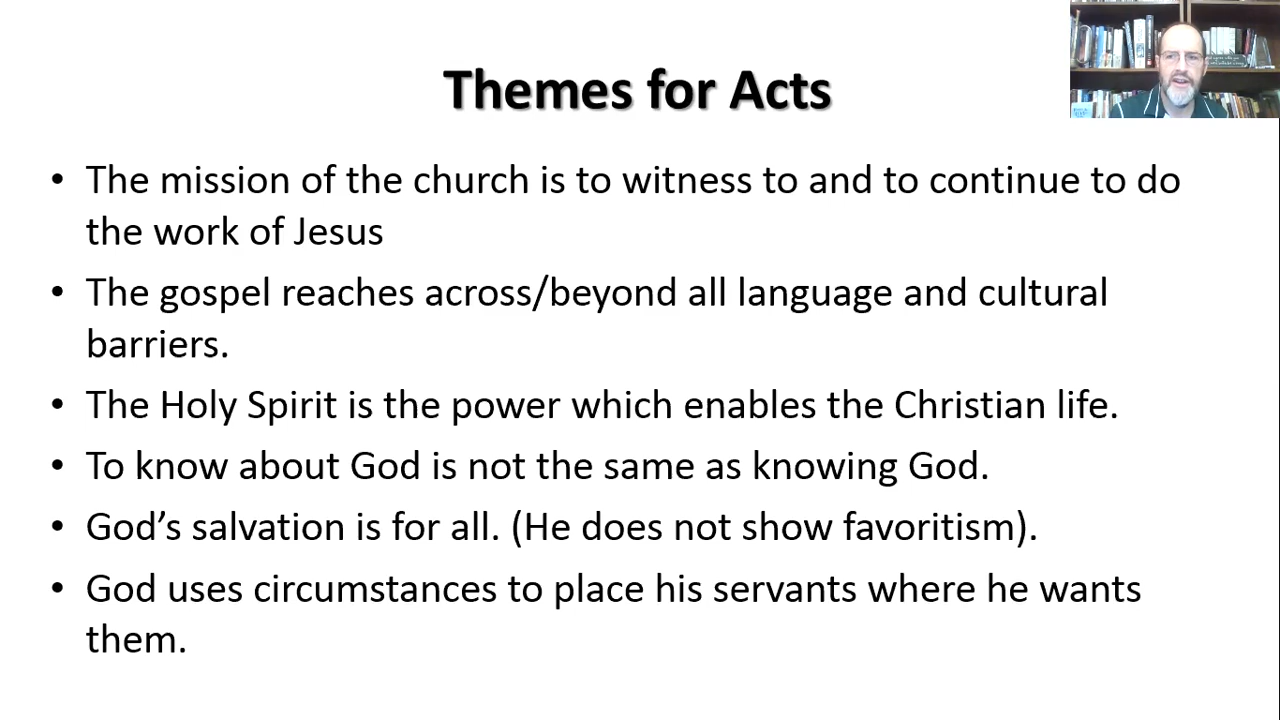 Themes for Acts
• The mission of the church is to witness to and to continue to do
the work of Jesus
• The gospel reaches across/beyond all language and cultural
barriers.
• The Holy Spirit is the power which enables the Christian life.
• To know about God is not the same as knowing God.
• God’s salvation is for all. (He does not show favoritism).
• God uses circumstances to place his servants where he wants
them.